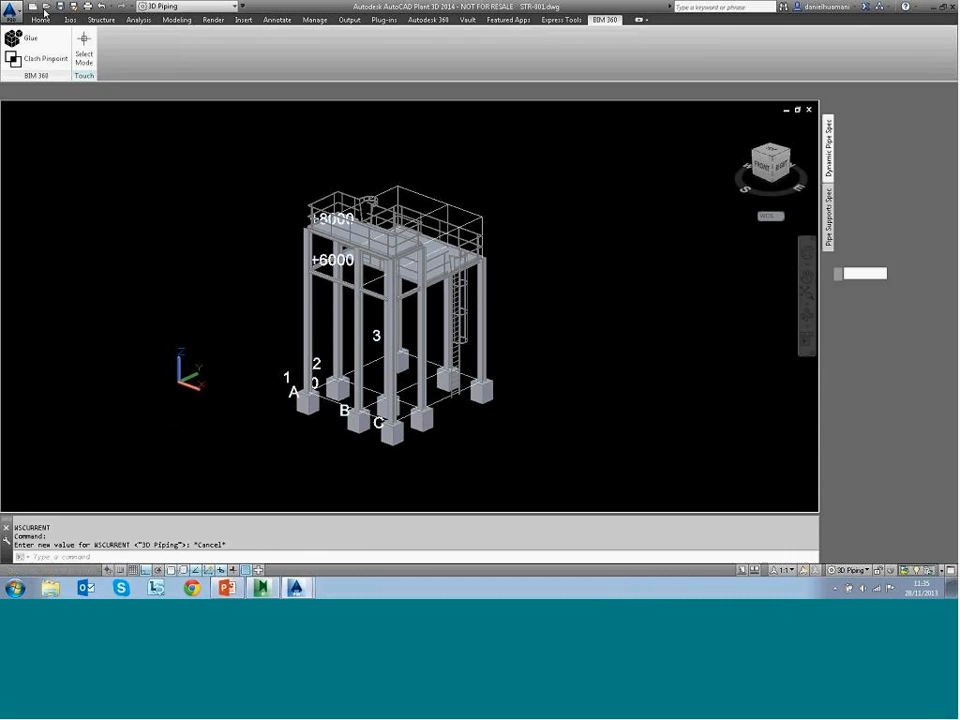 3D Piping
Autodesk AutoCAD Plant 3D 2014 - NOT FOR RESALE STR-001.dwg
Type a keyword or phrase
danielhusmani
Home Isos Structure Analysis Modeling Render Insert Annotate Manage Output Plug-ins Autodesk 360 Vault Featured Apps Express Tools BIM 360
Glue
Clash Pinpoint
Select
Mode
BIM 360
Touch
Dynamic Pipe Spec
Pipe Supports Spec
FRONT
RIGHT
S
E
WCS
+8000
+6000
3
2
1
0
A
B
C
Z
Y
X
WSCURRENT
Command:
Enter new value for WSCURRENT <"3D Piping">: *Cancel*
Type a command
1:1
3D Piping
11:35
28/11/2013